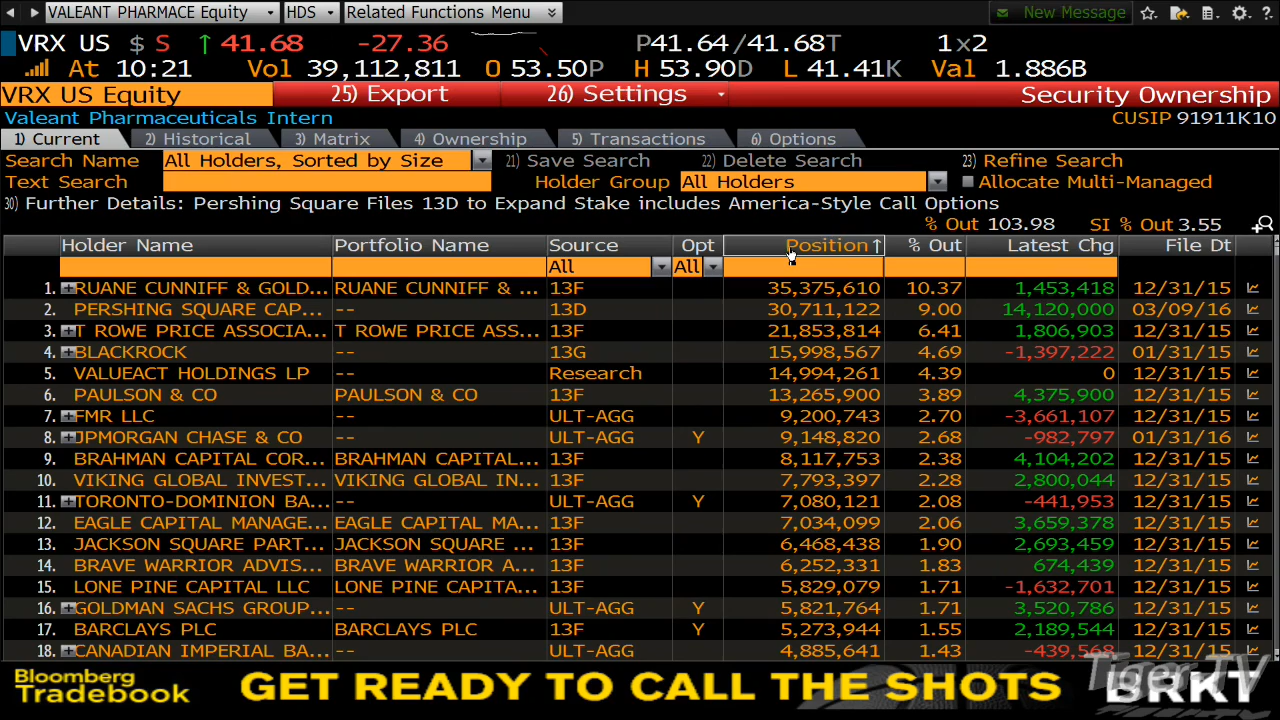 VALEANT PHARMACE Equity HDS Related Functions Menu New Message
VRX US $ S ↑ 41.68 -27.36 P41.64/41.68T 1x2
At 10:21 Vol 39,112,811 O 53.50P H 53.90D L 41.41K Val 1.886B
VRX US Equity 25) Export 26) Settings Security Ownership
Valeant Pharmaceuticals Intern CUSIP 91911K10
1) Current 2) Historical 3) Matrix 4) Ownership 5) Transactions 6) Options
Search Name All Holders, Sorted by Size 21) Save Search 22) Delete Search 23) Refine Search
Text Search Holder Group All Holders Allocate Multi-Managed
30) Further Details: Pershing Square Files 13D to Expand Stake includes America-Style Call Options
% Out 103.98 SI % Out 3.55
Holder Name Portfolio Name Source Opt Position↑ % Out Latest Chg File Dt
All All
1. RUANE CUNNIFF & GOLD... RUANE CUNNIFF & ... 13F 35,375,610 10.37 1,453,418 12/31/15
2. PERSHING SQUARE CAP... -- 13D 30,711,122 9.00 14,120,000 03/09/16
3. T ROWE PRICE ASSOCIA... T ROWE PRICE ASS... 13F 21,853,814 6.41 1,806,903 12/31/15
4. BLACKROCK -- 13G 15,998,567 4.69 -1,397,222 01/31/15
5. VALUEACT HOLDINGS LP -- Research 14,994,261 4.39 0 12/31/15
6. PAULSON & CO PAULSON & CO 13F 13,265,900 3.89 4,375,900 12/31/15
7. FMR LLC -- ULT-AGG 9,200,743 2.70 -3,661,107 12/31/15
8. JPMORGAN CHASE & CO -- ULT-AGG Y 9,148,820 2.68 -982,797 01/31/16
9. BRAHMAN CAPITAL COR... BRAHMAN CAPITAL... 13F 8,117,753 2.38 4,104,202 12/31/15
10. VIKING GLOBAL INVEST... VIKING GLOBAL IN... 13F 7,793,397 2.28 2,800,044 12/31/15
11. TORONTO-DOMINION BA... -- ULT-AGG Y 7,080,121 2.08 -441,953 12/31/15
12. EAGLE CAPITAL MANAGE... EAGLE CAPITAL MA... 13F 7,034,099 2.06 3,659,378 12/31/15
13. JACKSON SQUARE PART... JACKSON SQUARE ... 13F 6,468,438 1.90 2,693,459 12/31/15
14. BRAVE WARRIOR ADVIS... BRAVE WARRIOR A... 13F 6,252,331 1.83 674,439 12/31/15
15. LONE PINE CAPITAL LLC LONE PINE CAPITA... 13F 5,829,079 1.71 -1,632,701 12/31/15
16. GOLDMAN SACHS GROUP... -- ULT-AGG Y 5,821,764 1.71 3,520,786 12/31/15
17. BARCLAYS PLC BARCLAYS PLC 13F Y 5,273,944 1.55 2,189,544 12/31/15
18. CANADIAN IMPERIAL BA... -- ULT-AGG 4,885,641 1.43 -439,568 12/31/15
Bloomberg
Tradebook GET READY TO CALL THE SHOTS BRKT
Tiger TV